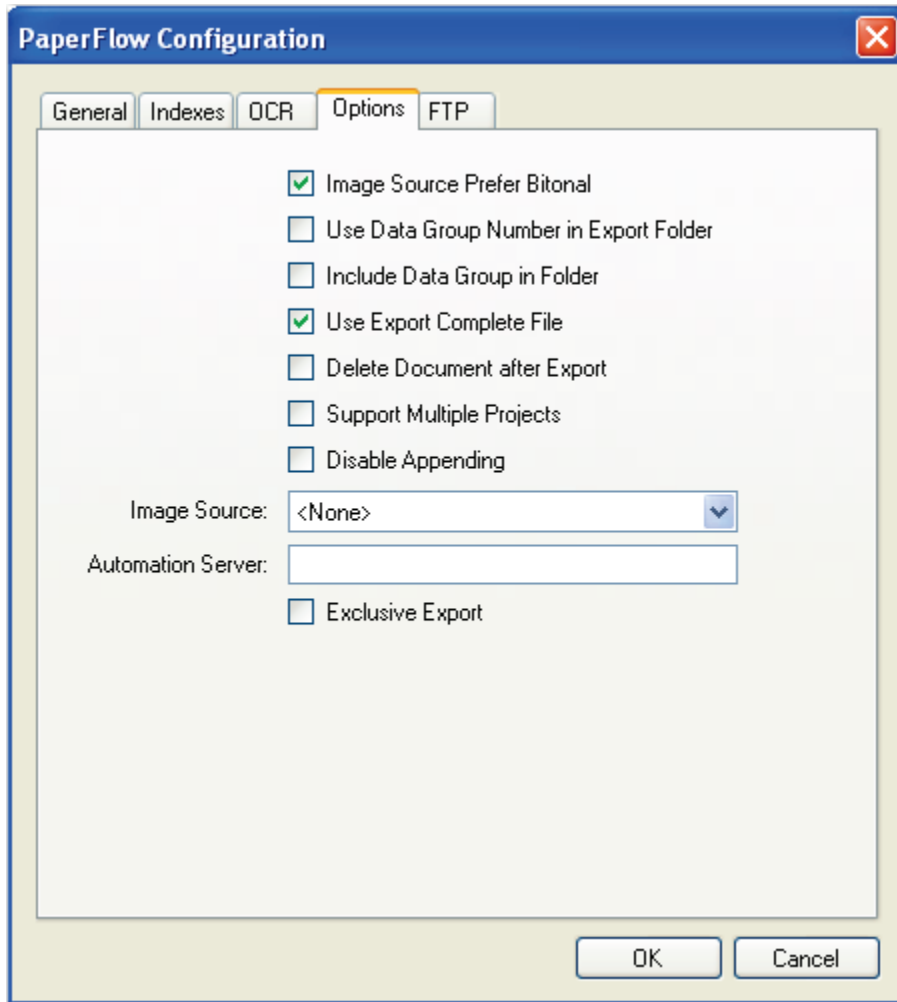 PaperFlow Configuration
General Indexes OCR Options FTP
Image Source Prefer Bitonal
Use Data Group Number in Export Folder
Include Data Group in Folder
Use Export Complete File
Delete Document after Export
Support Multiple Projects
Disable Appending
Image Source: <None>
Automation Server:
Exclusive Export
OK Cancel